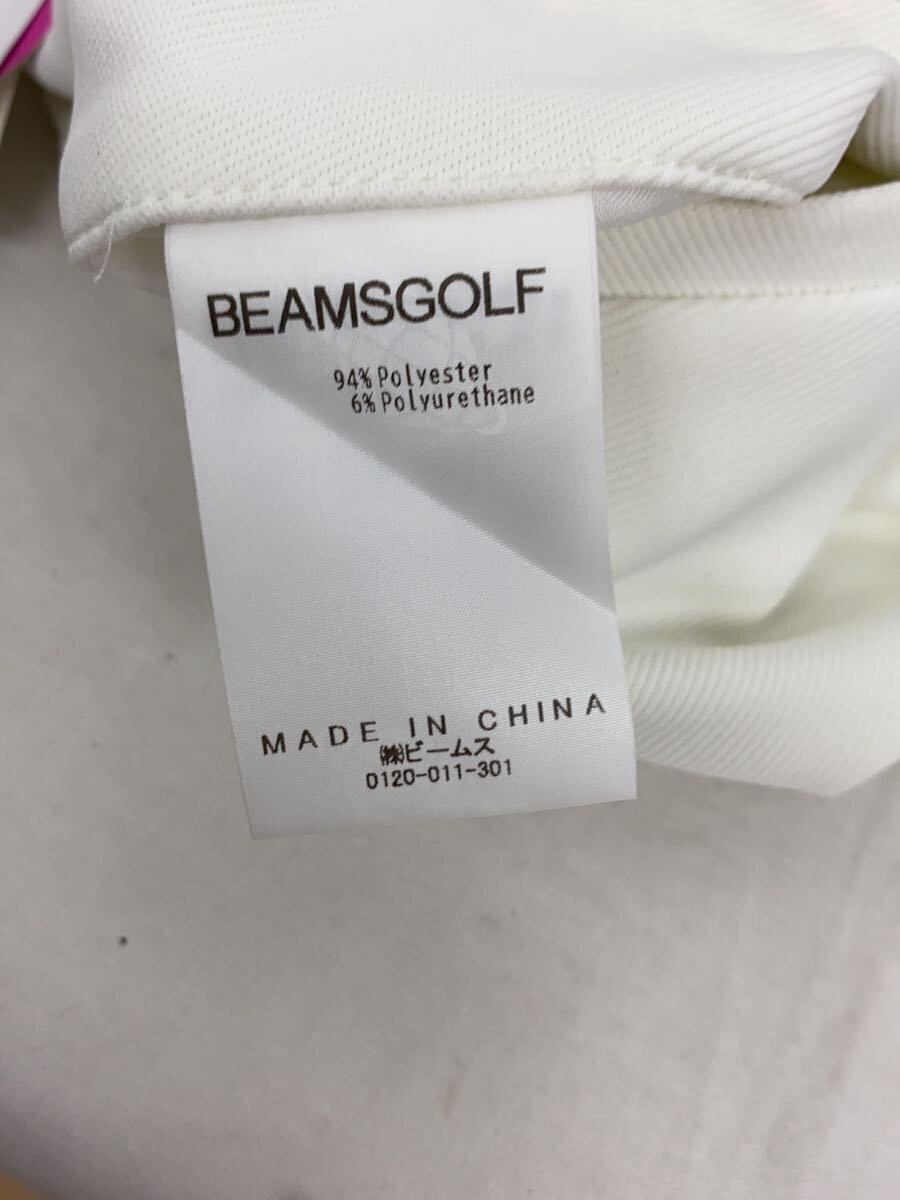 BEAMSGOLF
94% Polyester
6% Polyurethane
MADE IN CHINA
㈱ビームス
0120-011-301